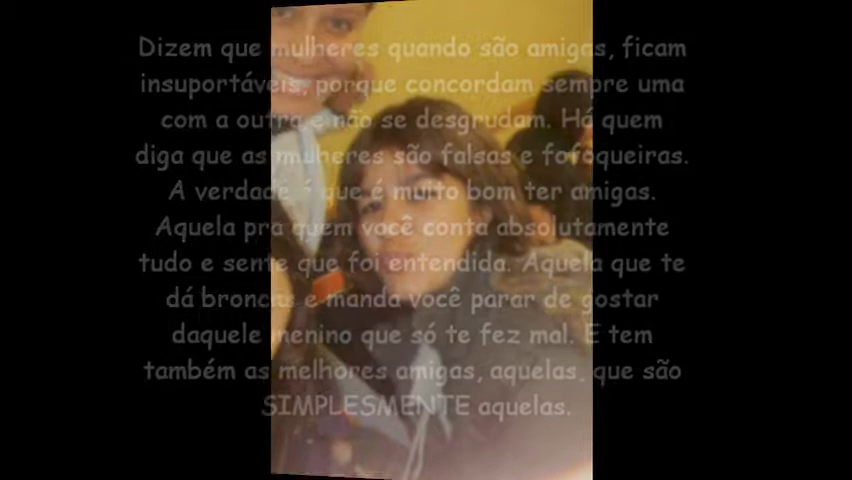 Dizem que mulheres quando são amigas, ficam
insuportáveis, porque concordam sempre uma
com a outra e não se desgrudam. Há quem
diga que as mulheres são falsas e fofoqueiras.
A verdade é que é muito bom ter amigas.
Aquela pra quem você conta absolutamente
tudo e sente que foi entendida. Aquela que te
dá broncas e manda você parar de gostar
daquele menino que só te fez mal. E tem
também as melhores amigas, aquelas, que são
SIMPLESMENTE aquelas.